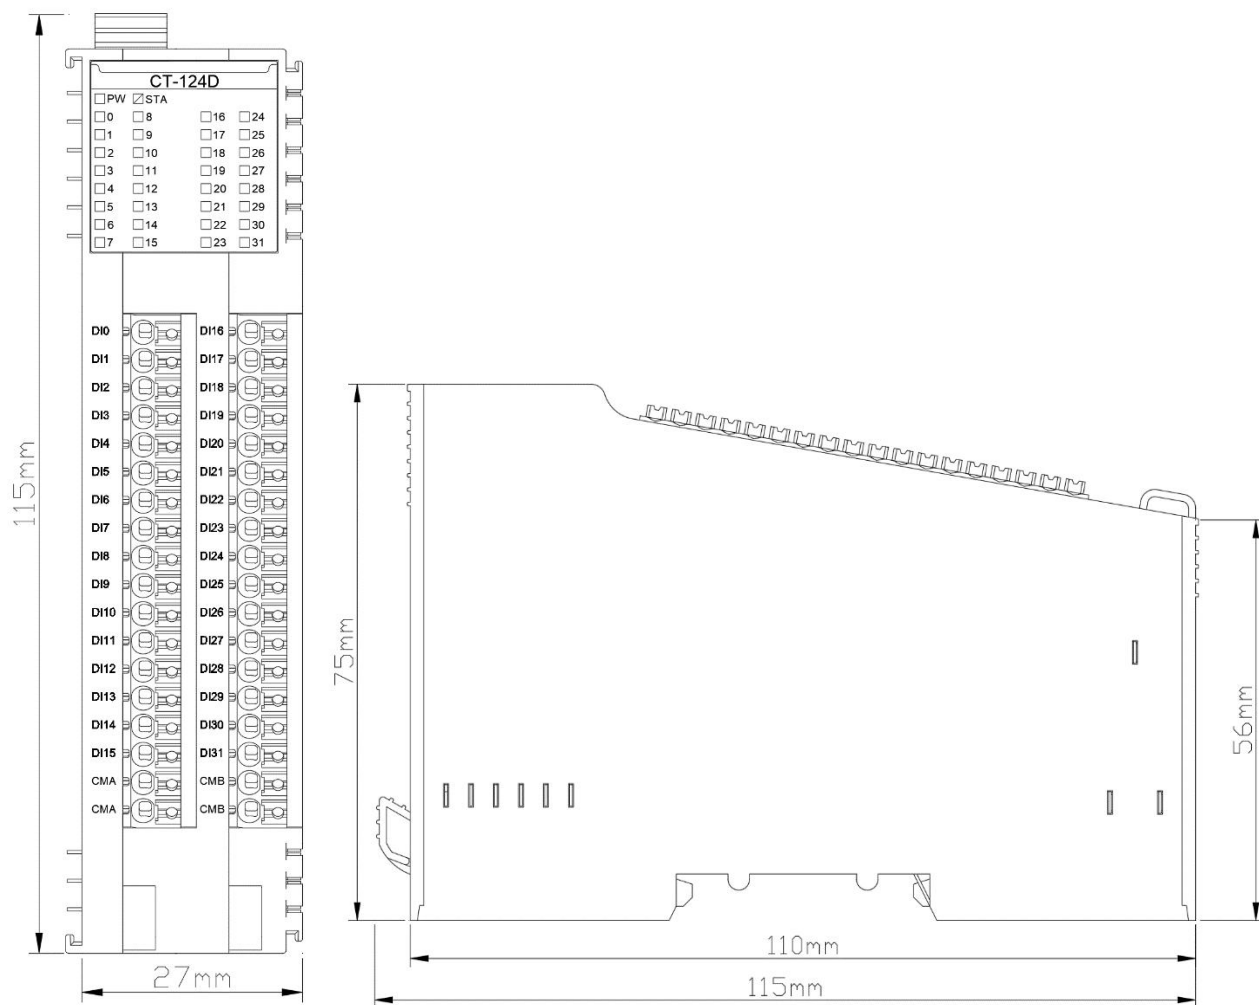 CT-124D
PW STA
0 8 16 24
1 9 17 25
2 10 18 26
3 11 19 27
4 12 20 28
5 13 21 29
6 14 22 30
7 15 23 31
DI0 DI16
DI1 DI17
DI2 DI18
DI3 DI19
DI4 DI20
DI5 DI21
DI6 DI22
DI7 DI23
DI8 DI24
DI9 DI25
DI10 DI26
DI11 DI27
DI12 DI28
DI13 DI29
DI14 DI30
DI15 DI31
CMA CMB
CMA CMB
115mm
27mm
75mm
56mm
110mm
115mm